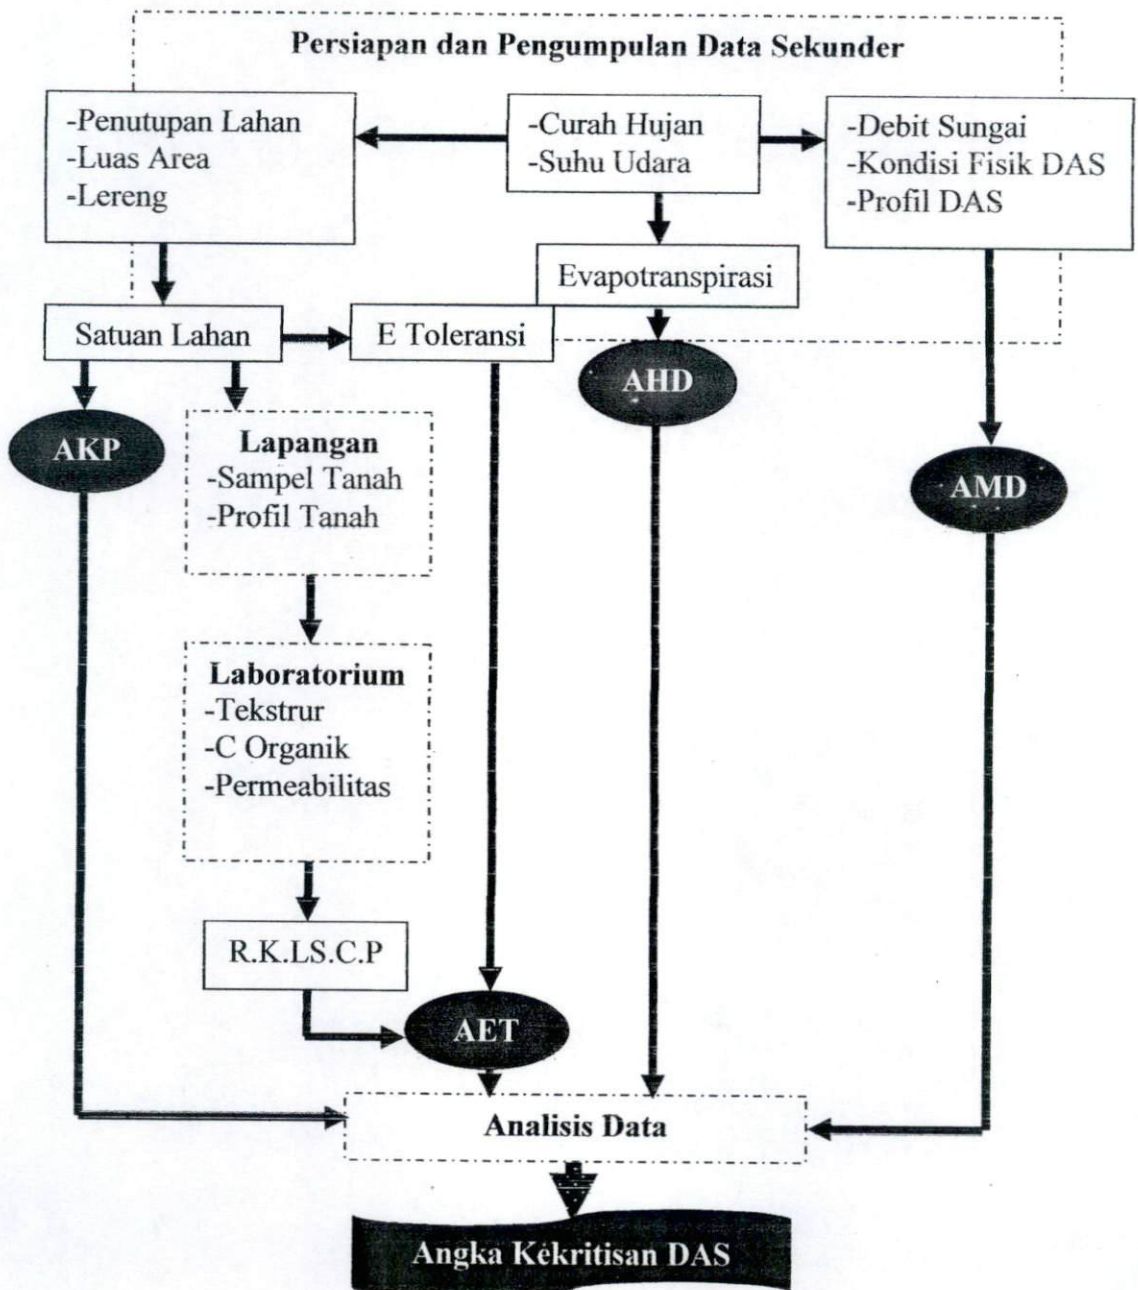 Persiapan dan Pengumpulan Data Sekunder
-Penutupan Lahan
-Luas Area
-Lereng
-Curah Hujan
-Suhu Udara
-Debit Sungai
-Kondisi Fisik DAS
-Profil DAS
Evapotranspirasi
Satuan Lahan
E Toleransi
AHD
AKP
Lapangan
-Sampel Tanah
-Profil Tanah
AMD
Laboratorium
-Tekstrur
-C Organik
-Permeabilitas
R.K.LS.C.P
AET
Analisis Data
Angka Kekritisan DAS